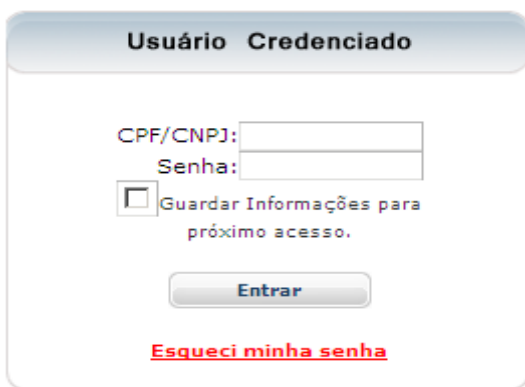 Usuário Credenciado
CPF/CNPJ:
Senha:
Guardar Informações para
próximo acesso.
Entrar
Esqueci minha senha